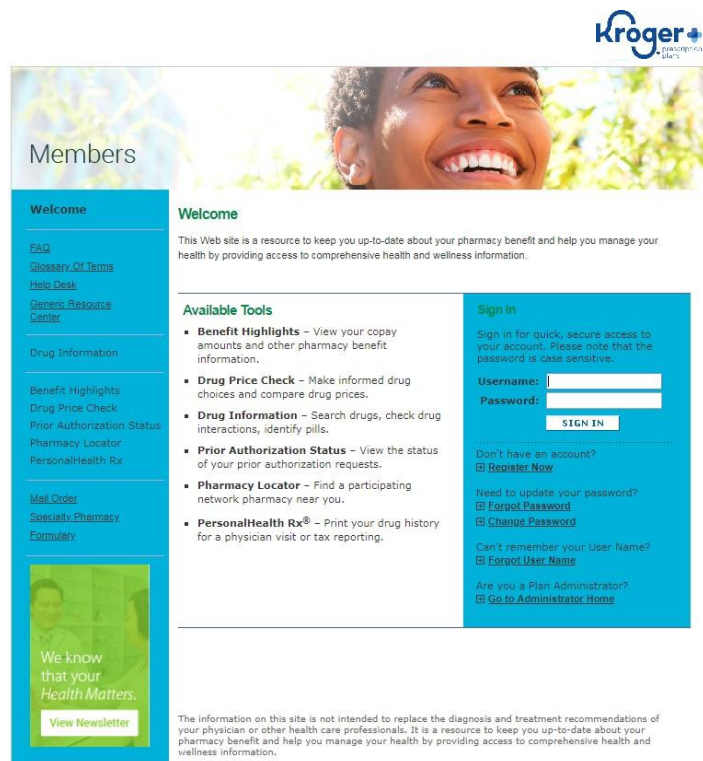 Kroger
prescription
plans
Members
Welcome
FAQ
Glossary Of Terms
Help Desk
Generic Resource
Center
Drug Information
Benefit Highlights
Drug Price Check
Prior Authorization Status
Pharmacy Locator
PersonalHealth Rx
Mail Order
Specialty Pharmacy
Formulary
We know
that your
Health Matters.
View Newsletter
Welcome
This Web site is a resource to keep you up-to-date about your pharmacy benefit and help you manage your
health by providing access to comprehensive health and wellness information.
Available Tools
▪ Benefit Highlights – View your copay
amounts and other pharmacy benefit
information.
▪ Drug Price Check – Make informed drug
choices and compare drug prices.
▪ Drug Information – Search drugs, check drug
interactions, identify pills.
▪ Prior Authorization Status – View the status
of your prior authorization requests.
▪ Pharmacy Locator – Find a participating
network pharmacy near you.
▪ PersonalHealth Rx® – Print your drug history
for a physician visit or tax reporting.
Sign In
Sign in for quick, secure access to
your account. Please note that the
password is case sensitive.
Username:
Password:
SIGN IN
Don't have an account?
Register Now
Need to update your password?
Forgot Password
Change Password
Can't remember your User Name?
Forgot User Name
Are you a Plan Administrator?
Go to Administrator Home
The information on this site is not intended to replace the diagnosis and treatment recommendations of
your physician or other health care professionals. It is a resource to keep you up-to-date about your
pharmacy benefit and help you manage your health by providing access to comprehensive health and
wellness information.